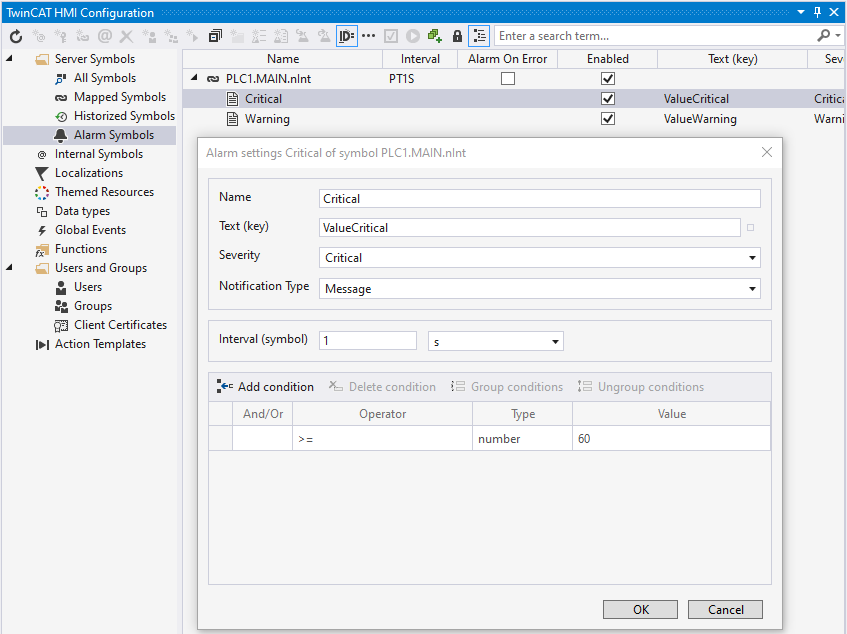 TwinCAT HMI Configuration
Enter a search term...
Server Symbols
All Symbols
Mapped Symbols
Historized Symbols
Alarm Symbols
Internal Symbols
Localizations
Themed Resources
Data types
Global Events
Functions
Users and Groups
Users
Groups
Client Certificates
Action Templates
Name Interval Alarm On Error Enabled Text (key) Sev
PLC1.MAIN.nInt PT1S
Critical ValueCritical Critica
Warning ValueWarning Warni
Alarm settings Critical of symbol PLC1.MAIN.nInt
Name Critical
Text (key) ValueCritical
Severity Critical
Notification Type Message
Interval (symbol) 1 s
Add condition Delete condition Group conditions Ungroup conditions
And/Or Operator Type Value
>= number 60
OK Cancel